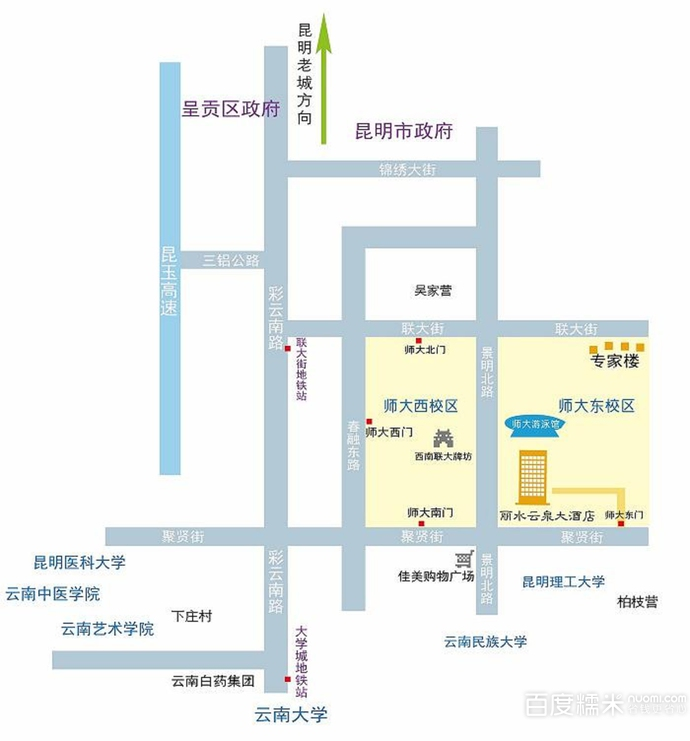 昆明老城方向
呈贡区政府
昆明市政府
锦绣大街
昆玉高速
三铝公路
彩云南路
吴家营
联大街
联大街
联大街地铁站
师大北门
景明北路
专家楼
师大西校区
师大东校区
春融东路
师大西门
师大游泳馆
西南联大牌坊
师大南门
丽水云泉大酒店
师大东门
聚贤街
聚贤街
聚贤街
昆明医科大学
彩云南路
佳美购物广场
景明北路
昆明理工大学
云南中医学院
柏枝营
下庄村
云南艺术学院
大学城地铁站
云南民族大学
云南白药集团
云南大学
百度糯米
nuomi.com